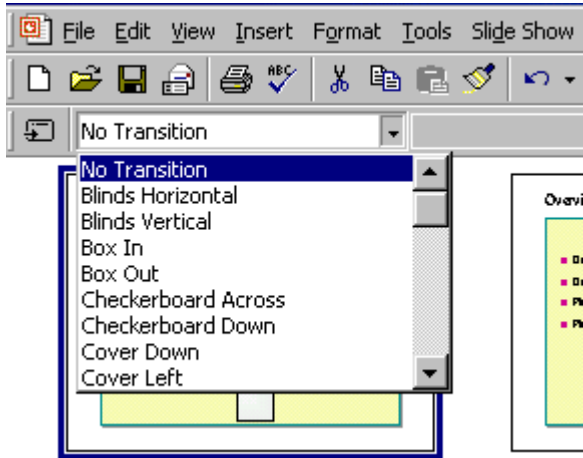 File Edit View Insert Format Tools Slide Show
ABC
No Transition
No Transition
Blinds Horizontal
Blinds Vertical
Box In
Box Out
Checkerboard Across
Checkerboard Down
Cover Down
Cover Left